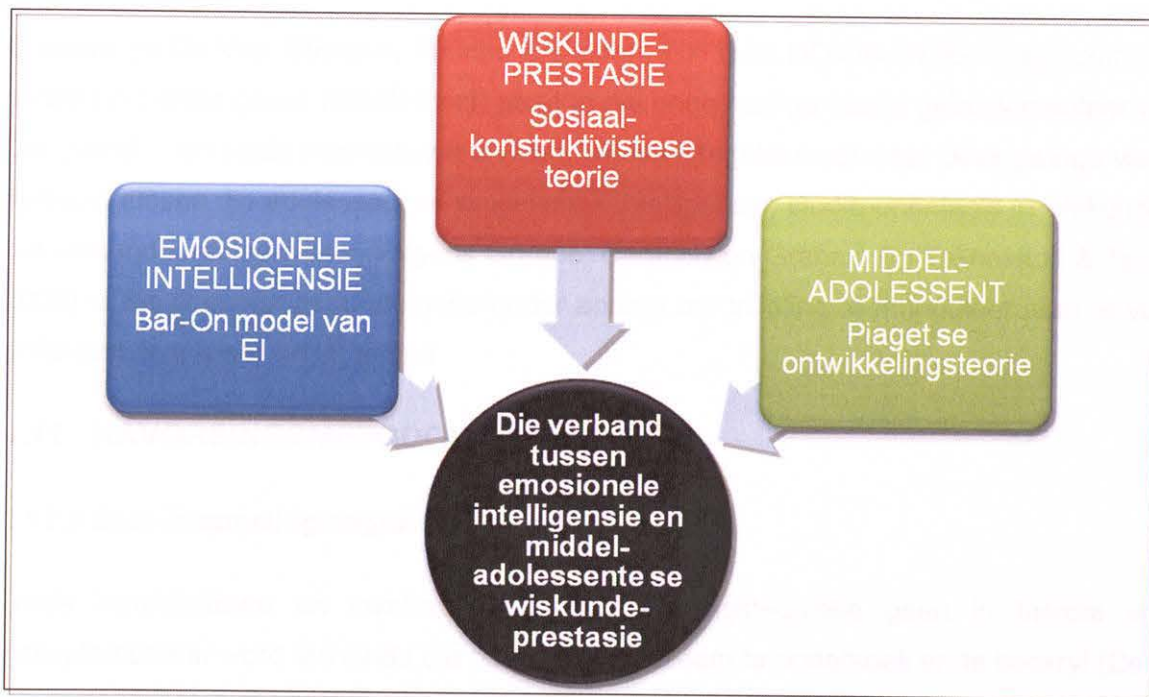 WISKUNDE-
PRESTASIE
Sosiaal-
konstruktivistiese
teorie
EMOSIONELE
INTELLIGENSIE
Bar-On model van
EI
MIDDEL-
ADOLESSENT
Piaget se
ontwikkelingsteorie
Die verband
tussen
emosionele
intelligensie en
middel-
adolessente se
wiskunde-
prestasie